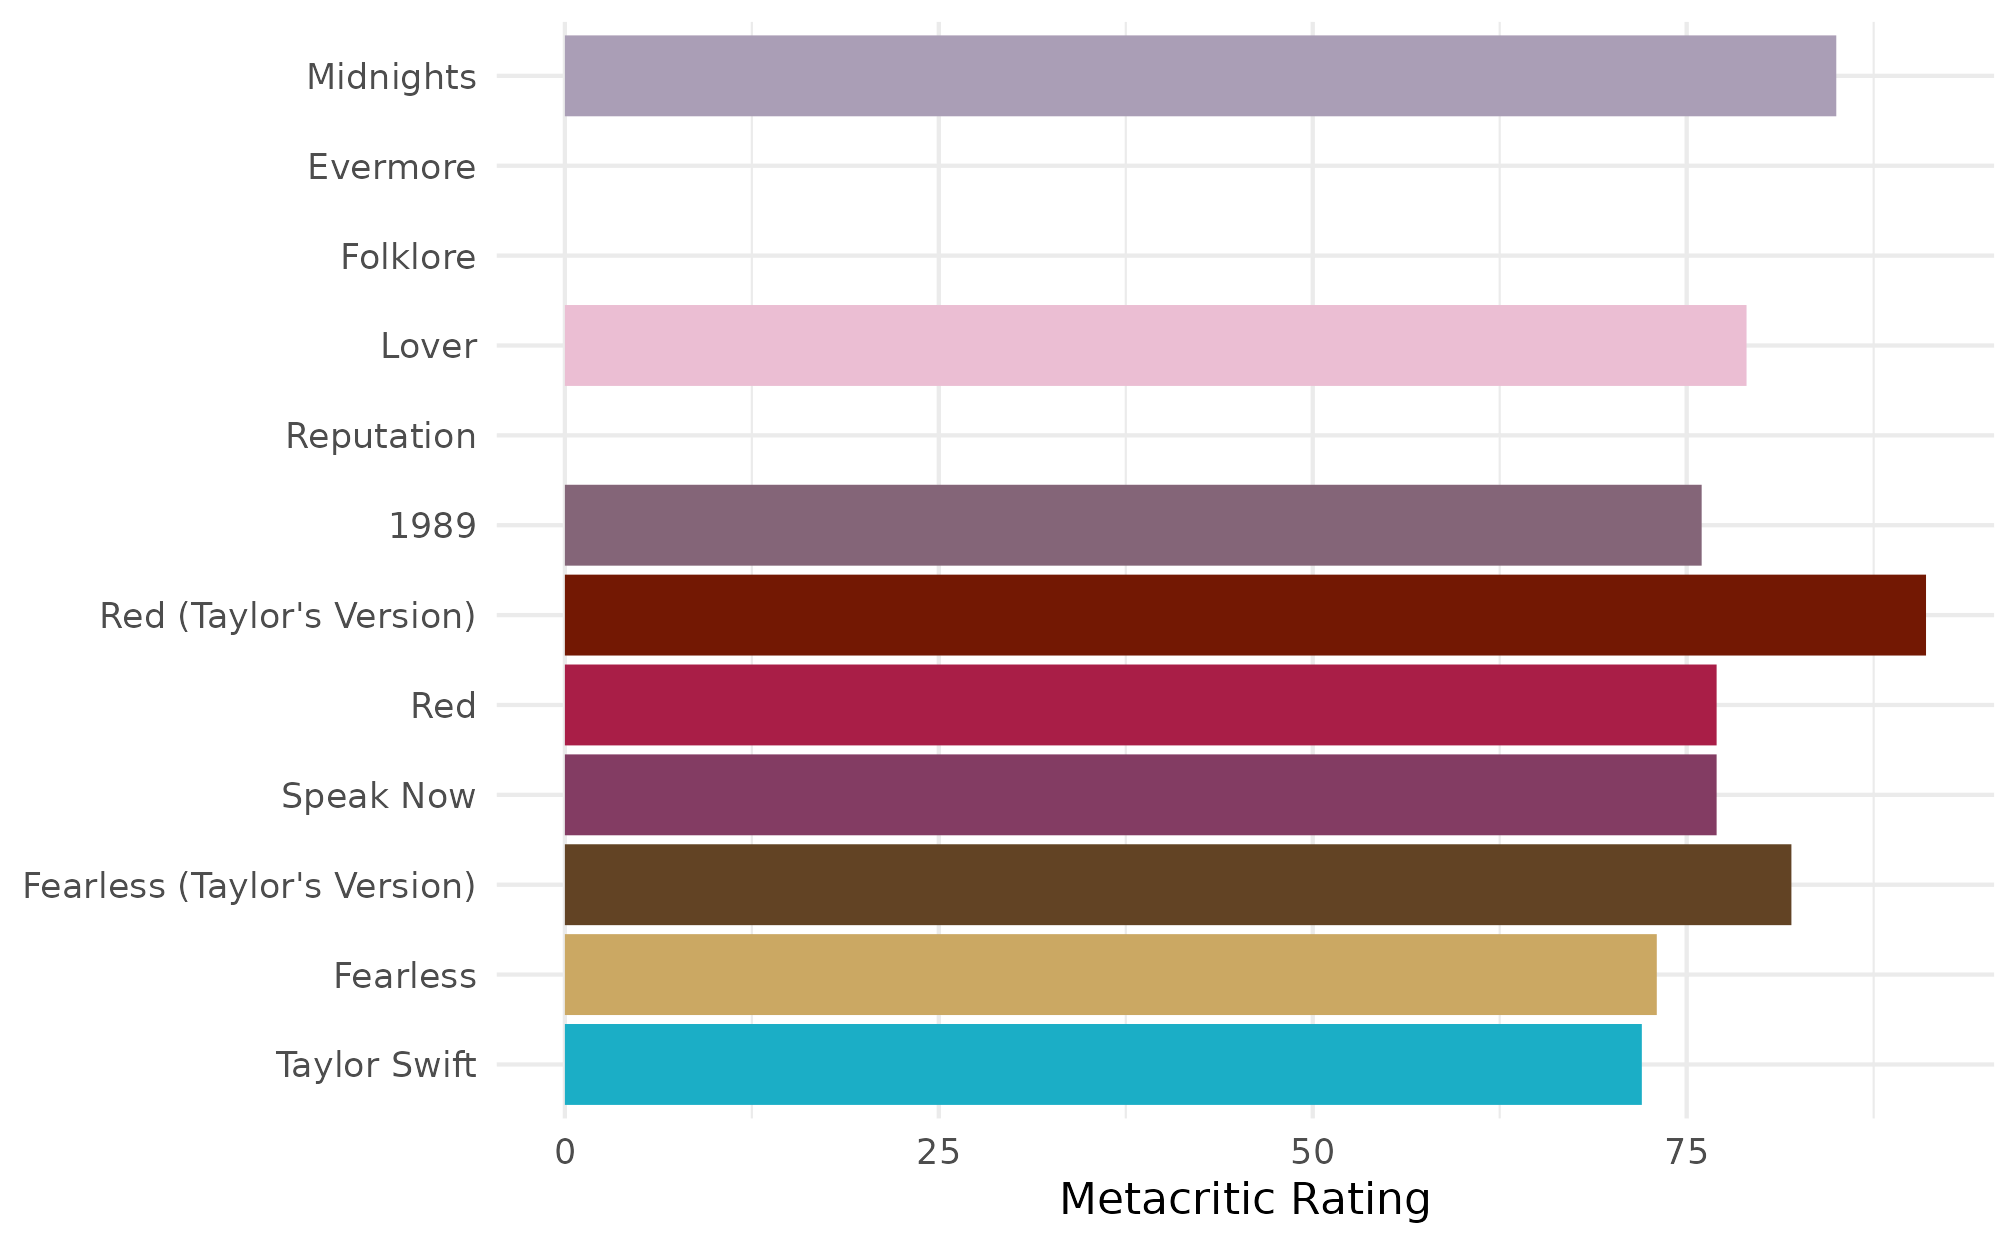 Midnights
Evermore
Folklore
Lover
Reputation
1989
Red (Taylor's Version)
Red
Speak Now
Fearless (Taylor's Version)
Fearless
Taylor Swift
0 25 50 75
Metacritic Rating